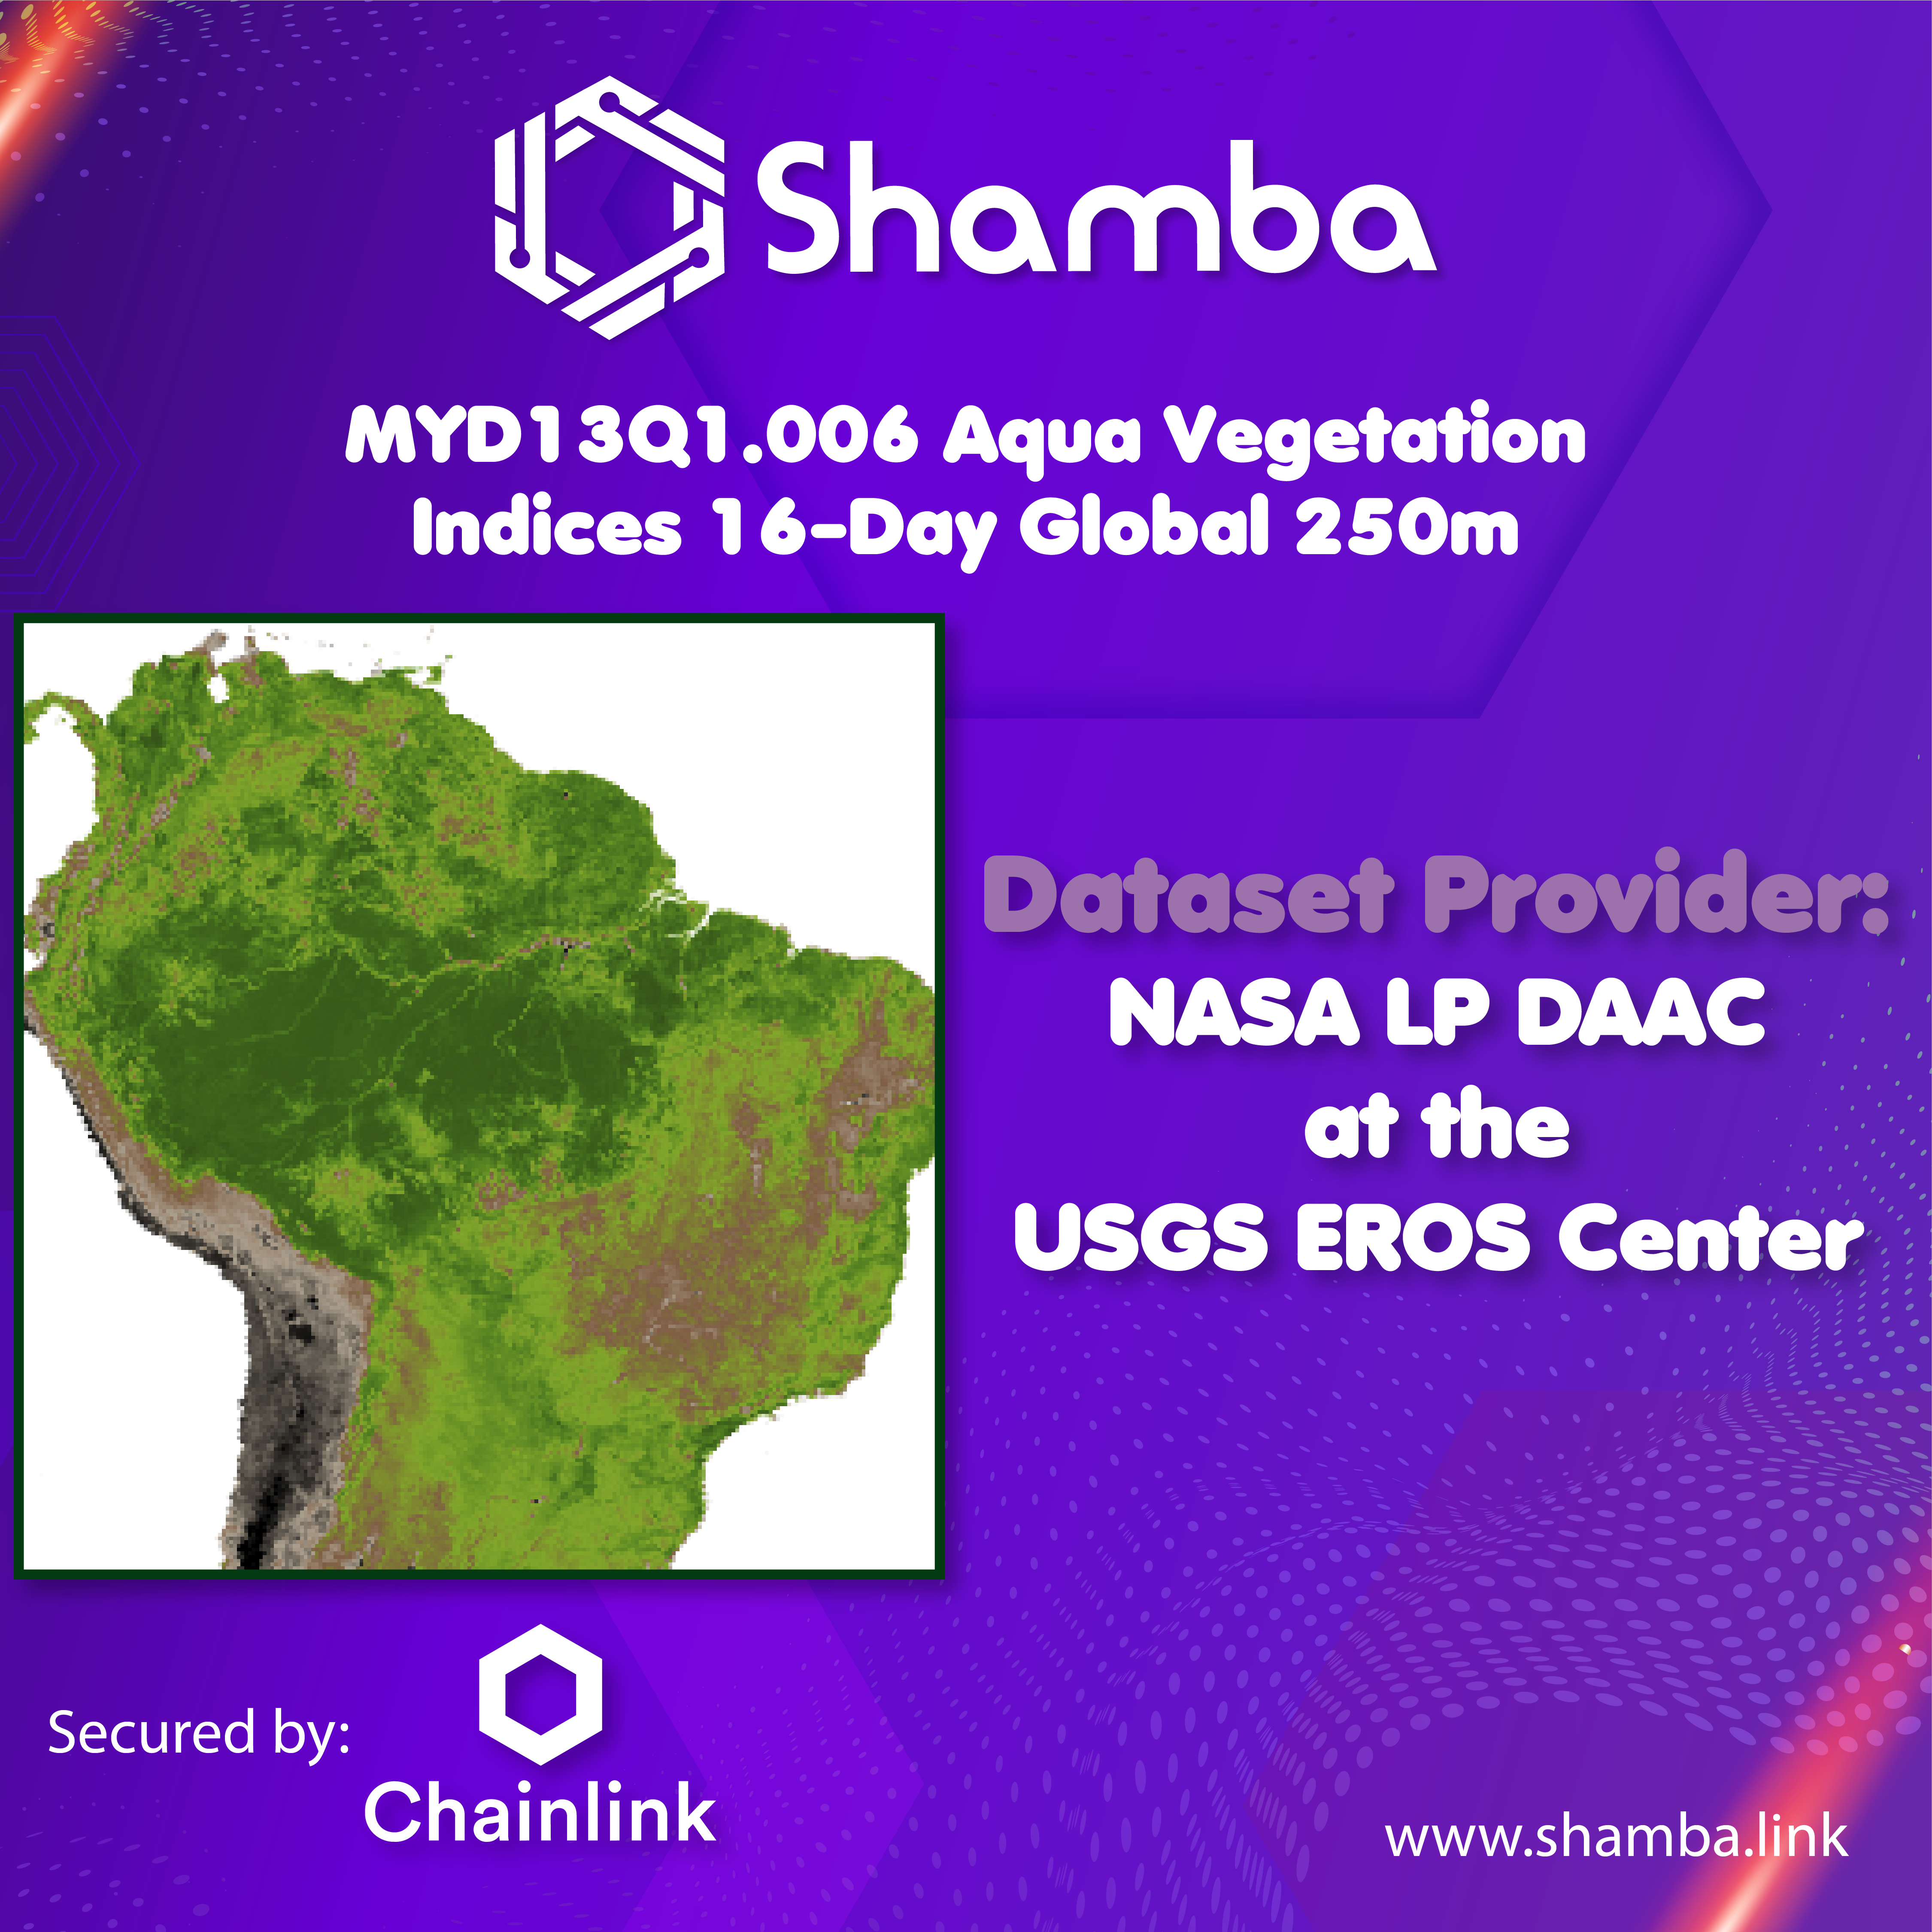 Shamba
MYD13Q1.006 Aqua Vegetation
Indices 16-Day Global 250m
Dataset Provider:
NASA LP DAAC
at the
USGS EROS Center
Secured by:
Chainlink
www.shamba.link